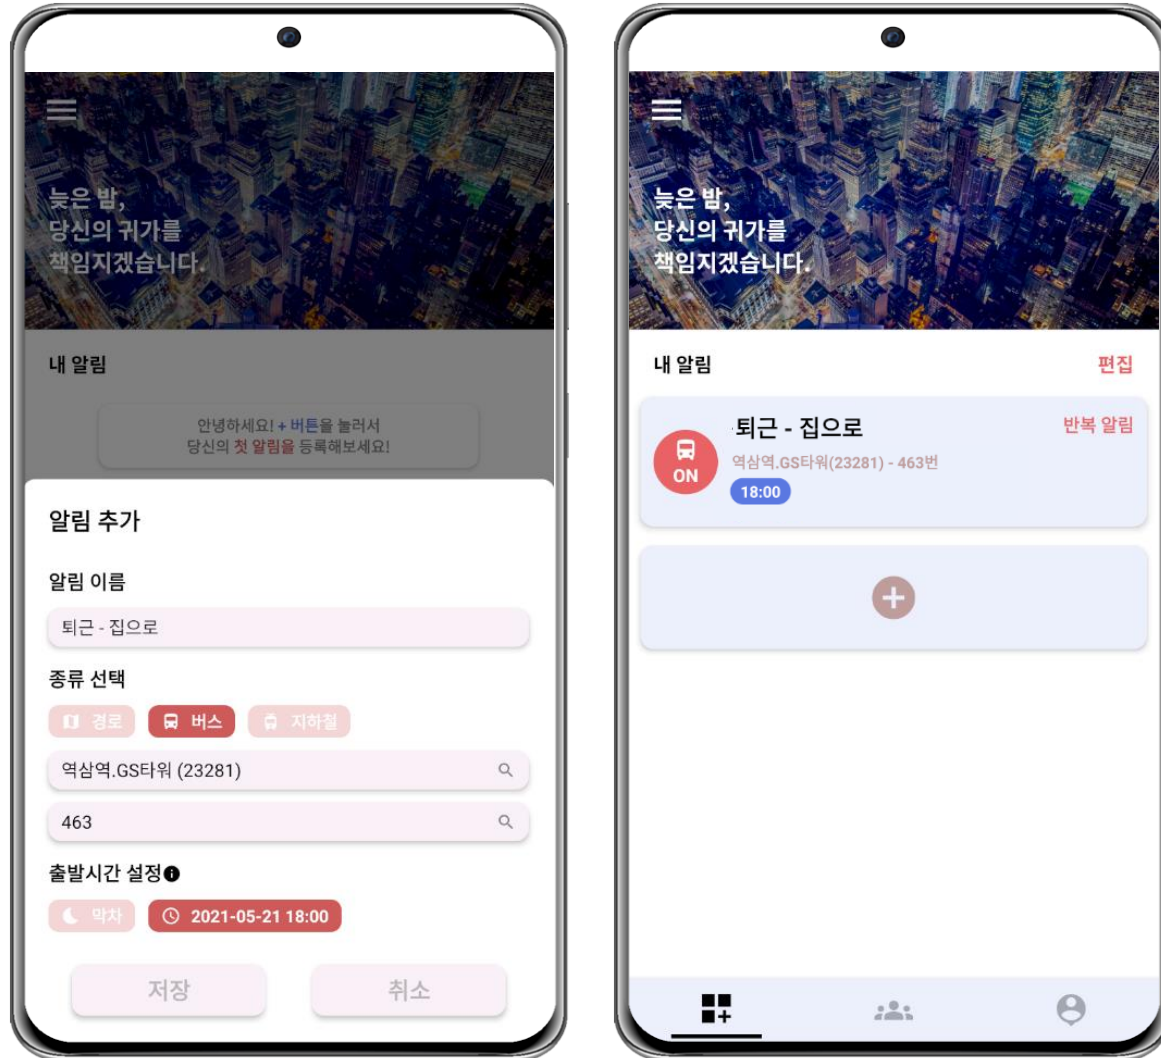 늦은 밤,
당신의 귀가를
책임지겠습니다.
내 알림
안녕하세요! + 버튼을 눌러서
당신의 첫 알림을 등록해보세요!
알림 추가
알림 이름
퇴근 - 집으로
종류 선택
경로 버스 지하철
역삼역.GS타워 (23281)
463
출발시간 설정
막차 2021-05-21 18:00
저장 취소
늦은 밤,
당신의 귀가를
책임지겠습니다.
내 알림 편집
퇴근 - 집으로 반복 알림
역삼역.GS타워(23281) - 463번
ON
18:00